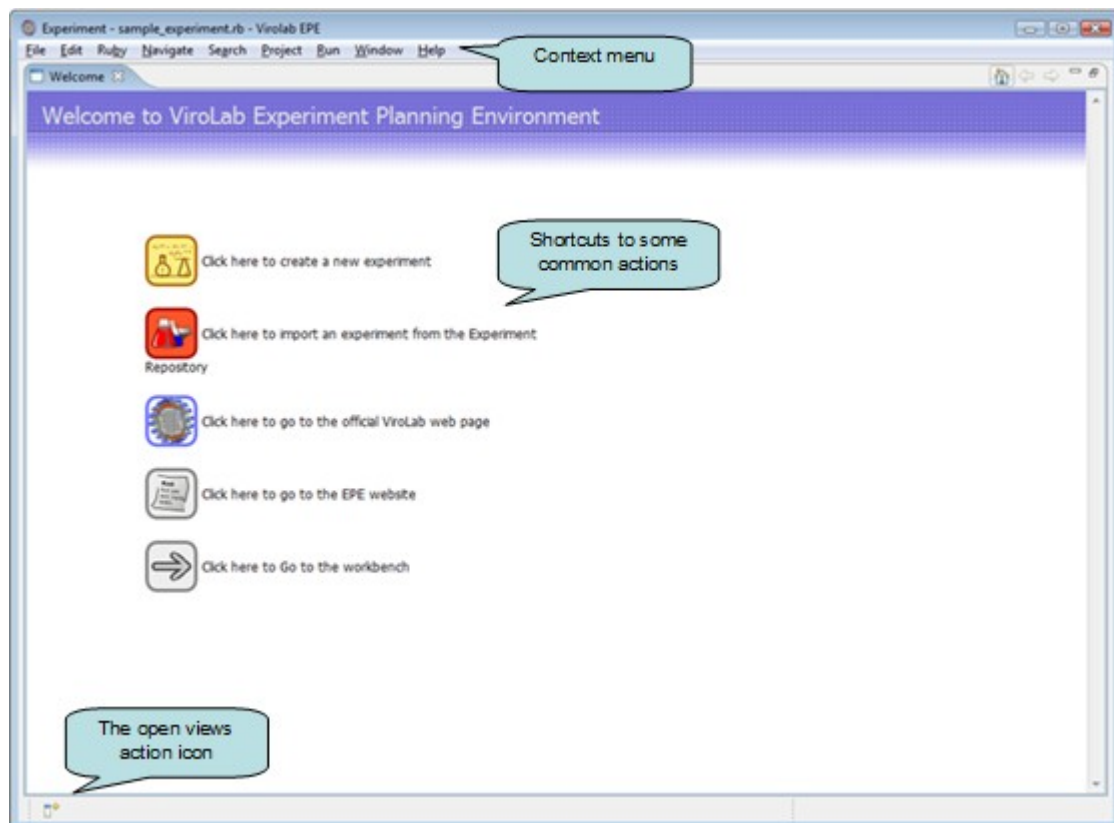 Experiment - sample_experiment.rb - Virolab EPE
File Edit Ruby Navigate Search Project Run Window Help
Context menu
Welcome
Welcome to ViroLab Experiment Planning Environment
Shortcuts to some
common actions
Click here to create a new experiment
Click here to import an experiment from the Experiment
Repository
Click here to go to the official ViroLab web page
Click here to go to the EPE website
Click here to Go to the workbench
The open views
action icon